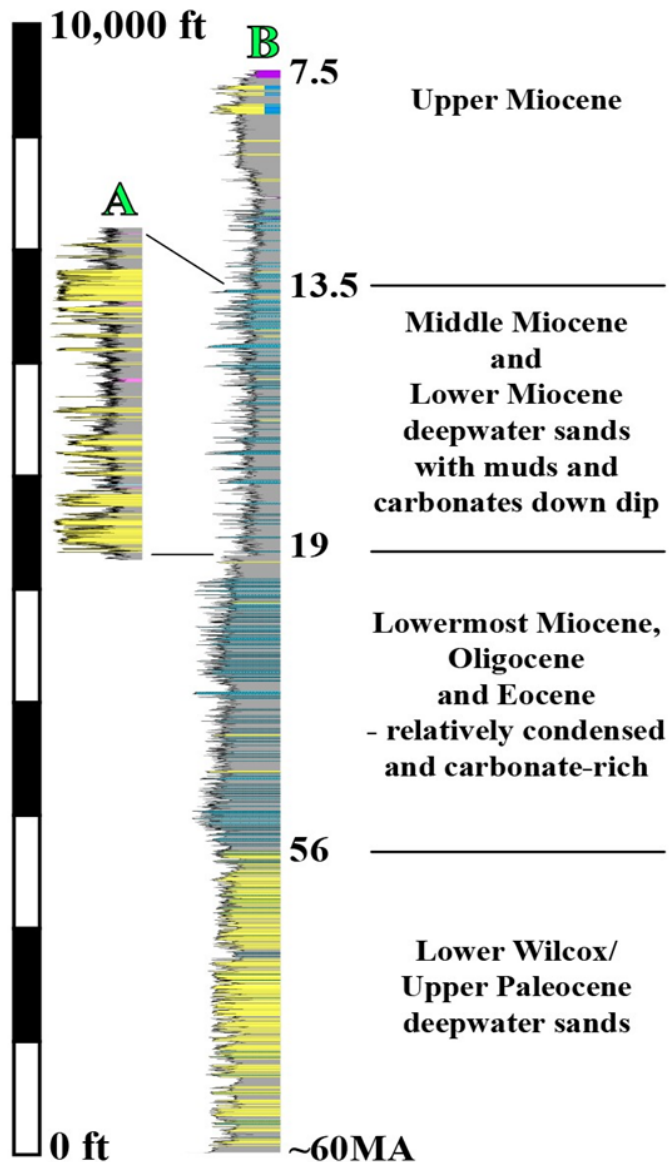 10,000 ft
B
7.5
Upper Miocene
A
13.5
Middle Miocene
and
Lower Miocene
deepwater sands
with muds and
carbonates down dip
19
Lowermost Miocene,
Oligocene
and Eocene
- relatively condensed
and carbonate-rich
56
Lower Wilcox/
Upper Paleocene
deepwater sands
0 ft
~60MA